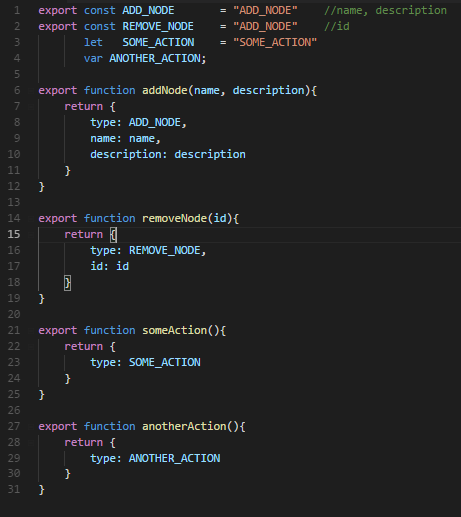 1 export const ADD_NODE       = "ADD_NODE"    //name, description
2 export const REMOVE_NODE    = "ADD_NODE"    //id
3        let   SOME_ACTION    = "SOME_ACTION"
4        var ANOTHER_ACTION;
5
6 export function addNode(name, description){
7     return {
8         type: ADD_NODE,
9         name: name,
10         description: description
11     }
12 }
13
14 export function removeNode(id){
15     return {
16         type: REMOVE_NODE,
17         id: id
18     }
19 }
20
21 export function someAction(){
22     return {
23         type: SOME_ACTION
24     }
25 }
26
27 export function anotherAction(){
28     return {
29         type: ANOTHER_ACTION
30     }
31 }